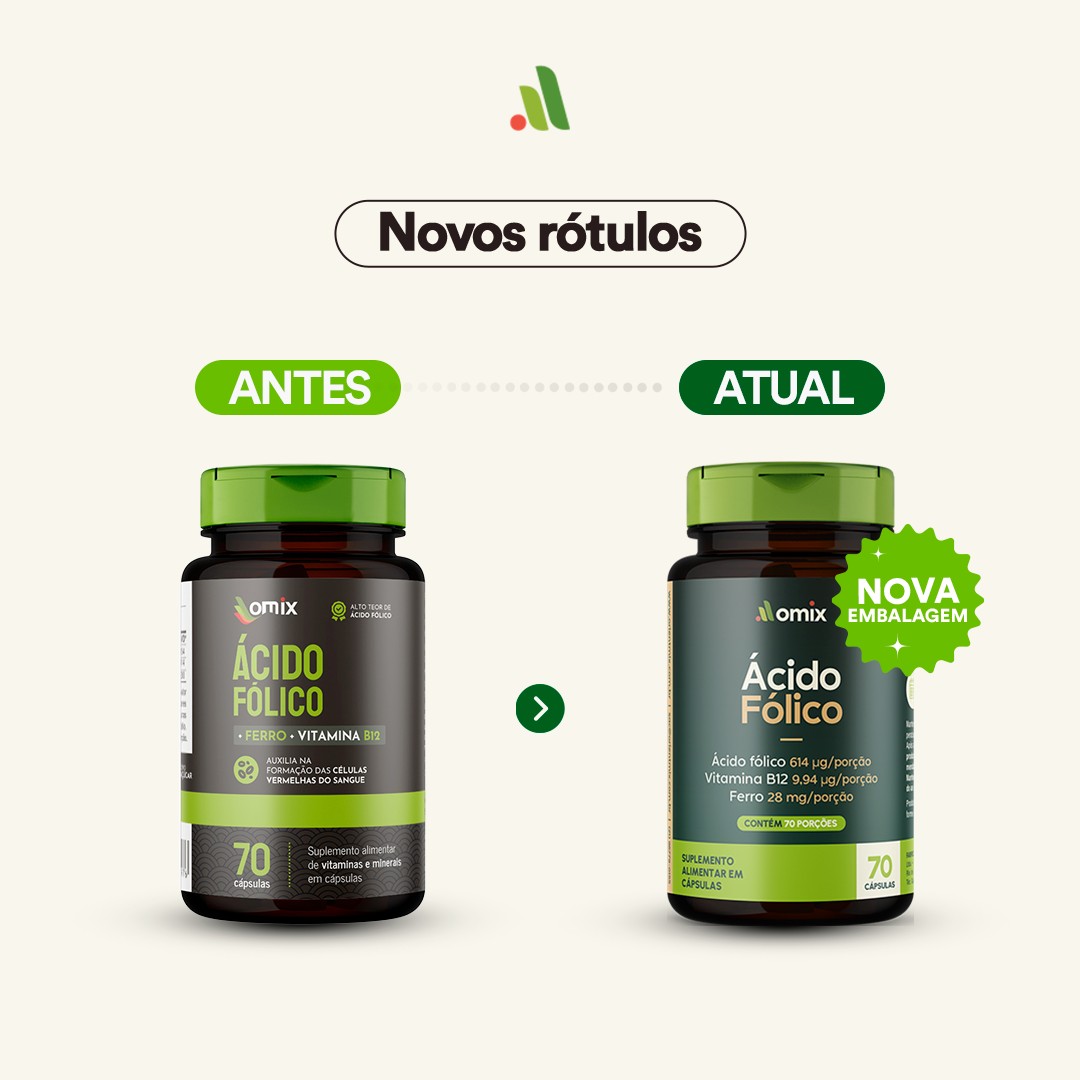 Novos rótulos
ANTES
ATUAL
omix
ALTO TEOR DE
ÁCIDO FÓLICO
ÁCIDO
FÓLICO
+ FERRO + VITAMINA B12
AUXILIA NA
FORMAÇÃO DAS CÉLULAS
VERMELHAS DO SANGUE
70
cápsulas
Suplemento alimentar
de vitaminas e minerais
em cápsulas
omix
NOVA
EMBALAGEM
Ácido
Fólico
Ácido fólico 614 µg/porção
Vitamina B12 9,94 µg/porção
Ferro 28 mg/porção
CONTÉM 70 PORÇÕES
SUPLEMENTO
ALIMENTAR EM
CÁPSULAS
70
CÁPSULAS